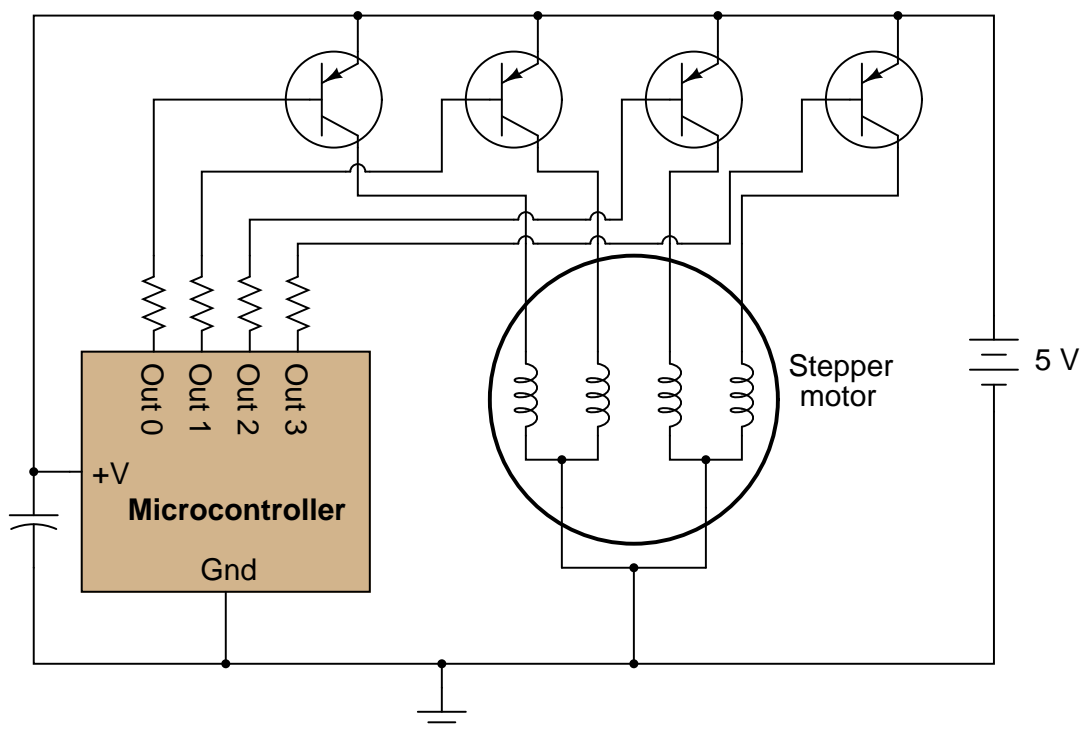 Out 0
Out 1
Out 2
Out 3
+V
Microcontroller
Gnd
Stepper
motor
5 V